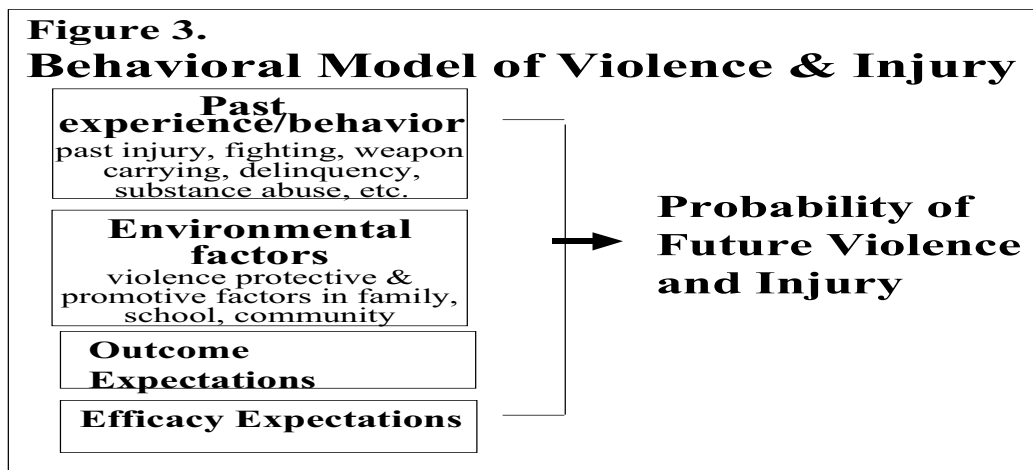 Figure 3.
Behavioral Model of Violence & Injury
Past
experience/behavior
past injury, fighting, weapon
carrying, delinquency,
substance abuse, etc.
Environmental
factors
violence protective &
promotive factors in family,
school, community
Outcome
Expectations
Efficacy Expectations
Probability of
Future Violence
and Injury